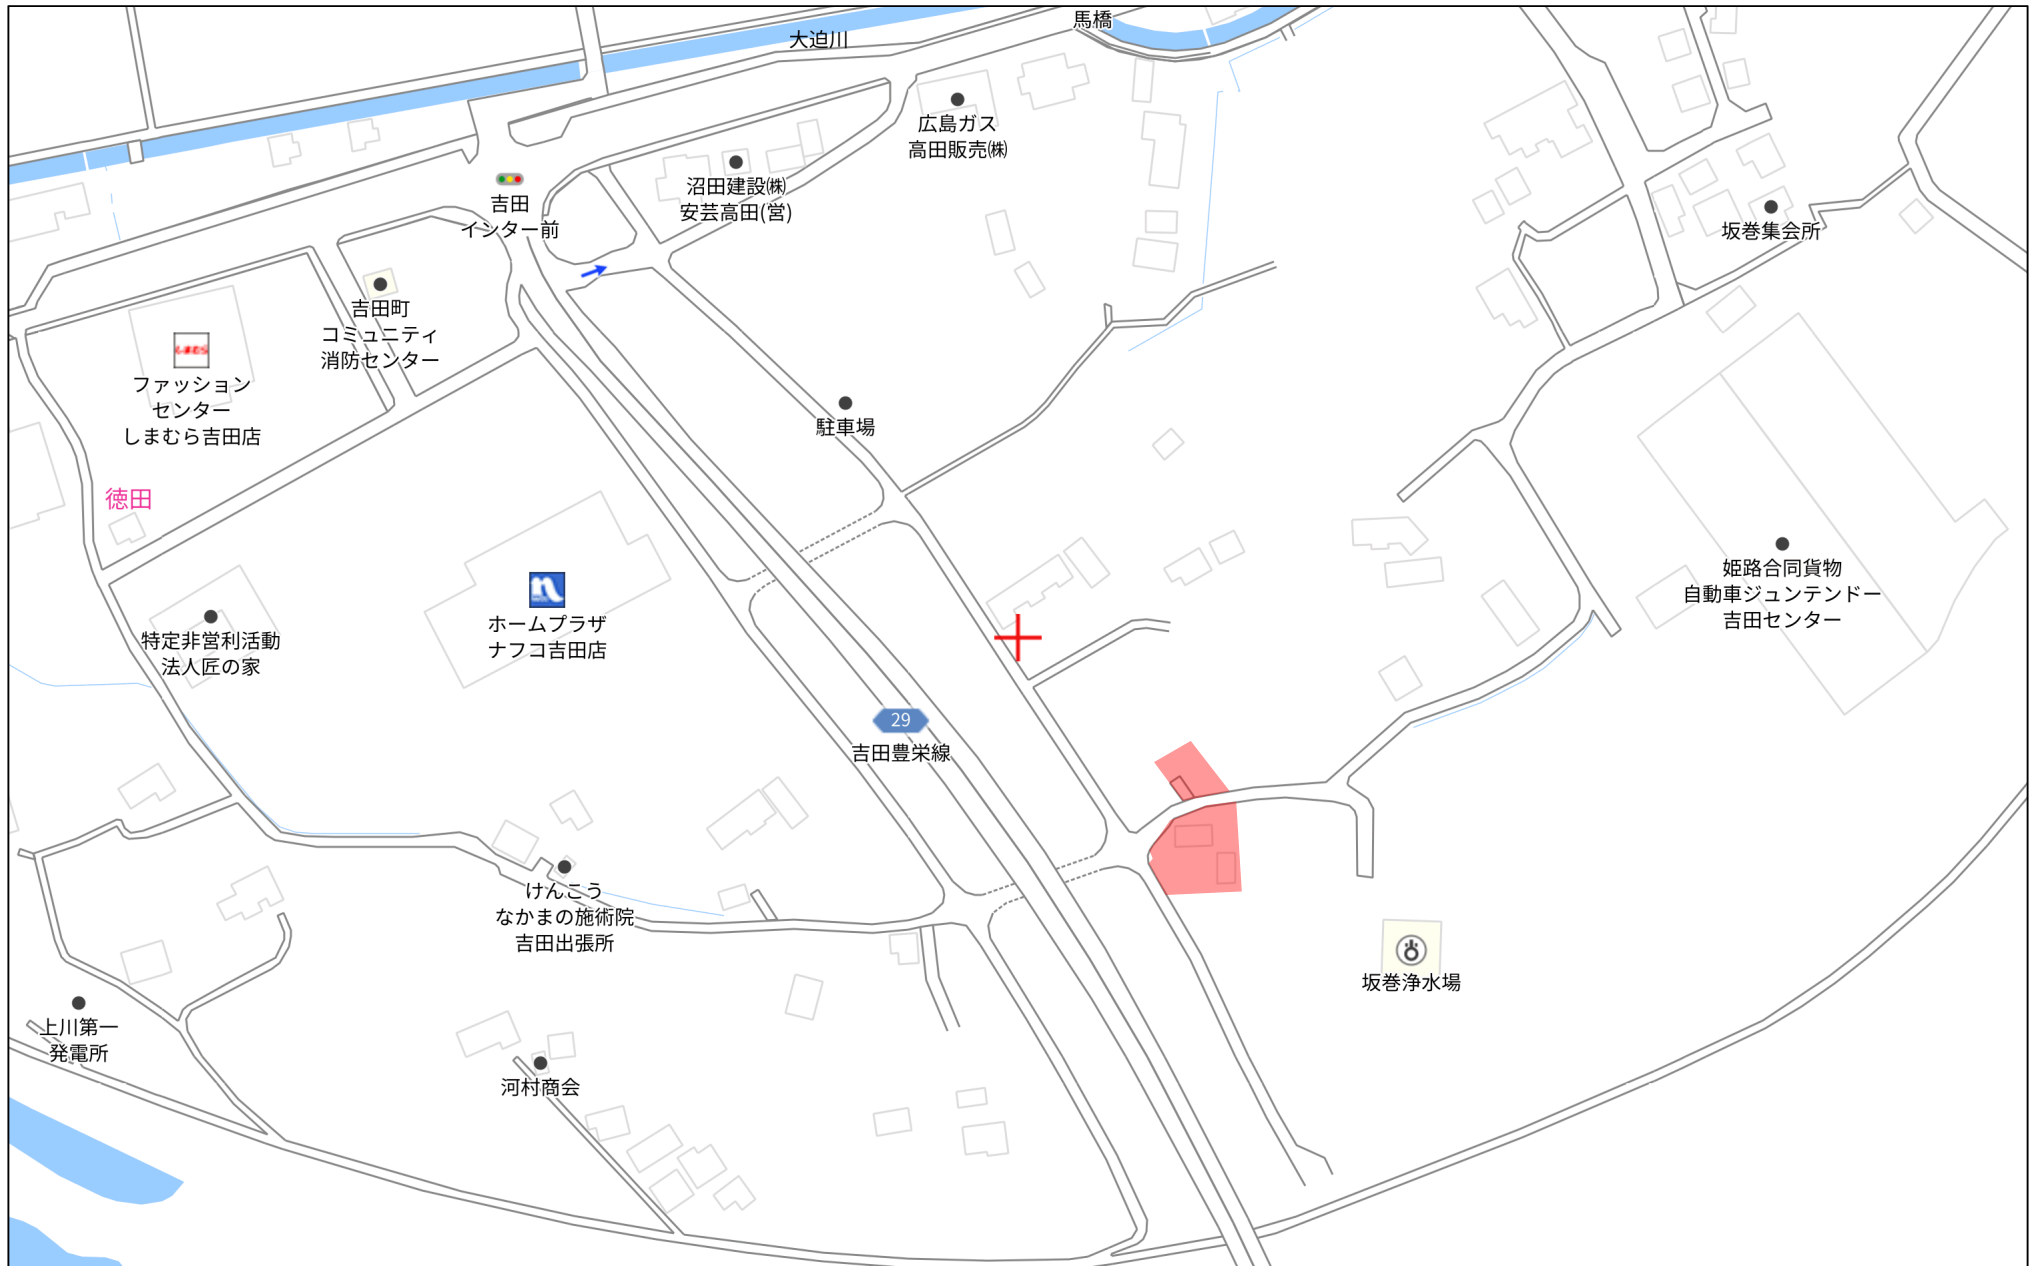 馬橋
大迫川
広島ガス
高田販売㈱
沼田建設㈱
安芸高田(営)
吉田
インター前
坂巻集会所
吉田町
コミュニティ
消防センター
しまむら
ファッション
センター
しまむら吉田店
駐車場
徳田
姫路合同貨物
自動車ジュンテンドー
吉田センター
ホームプラザ
ナフコ吉田店
特定非営利活動
法人匠の家
29
吉田豊栄線
けんこう
なかまの施術院
吉田出張所
坂巻浄水場
上川第一
発電所
河村商会